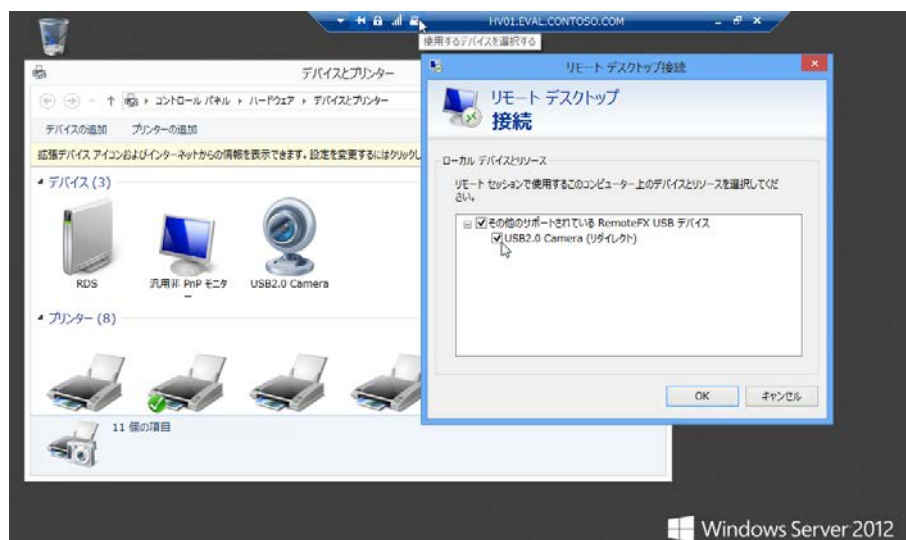 HV01.EVAL.CONTOSO.COM
使用するデバイスを選択する
デバイスとプリンター
コントロール パネル ▸ ハードウェア ▸ デバイスとプリンター
デバイスの追加 プリンターの追加
拡張デバイス アイコンおよびインターネットからの情報を表示できます。設定を変更するにはクリックし
デバイス (3)
RDS
汎用非 PnP モニター
USB2.0 Camera
プリンター (8)
11 個の項目
リモート デスクトップ接続
リモート デスクトップ
接続
ローカル デバイスとリソース
リモート セッションで使用するこのコンピューター上のデバイスとリソースを選択してくだ
さい。
その他のサポートされている RemoteFX USB デバイス
USB2.0 Camera (リダイレクト)
OK キャンセル
Windows Server 2012